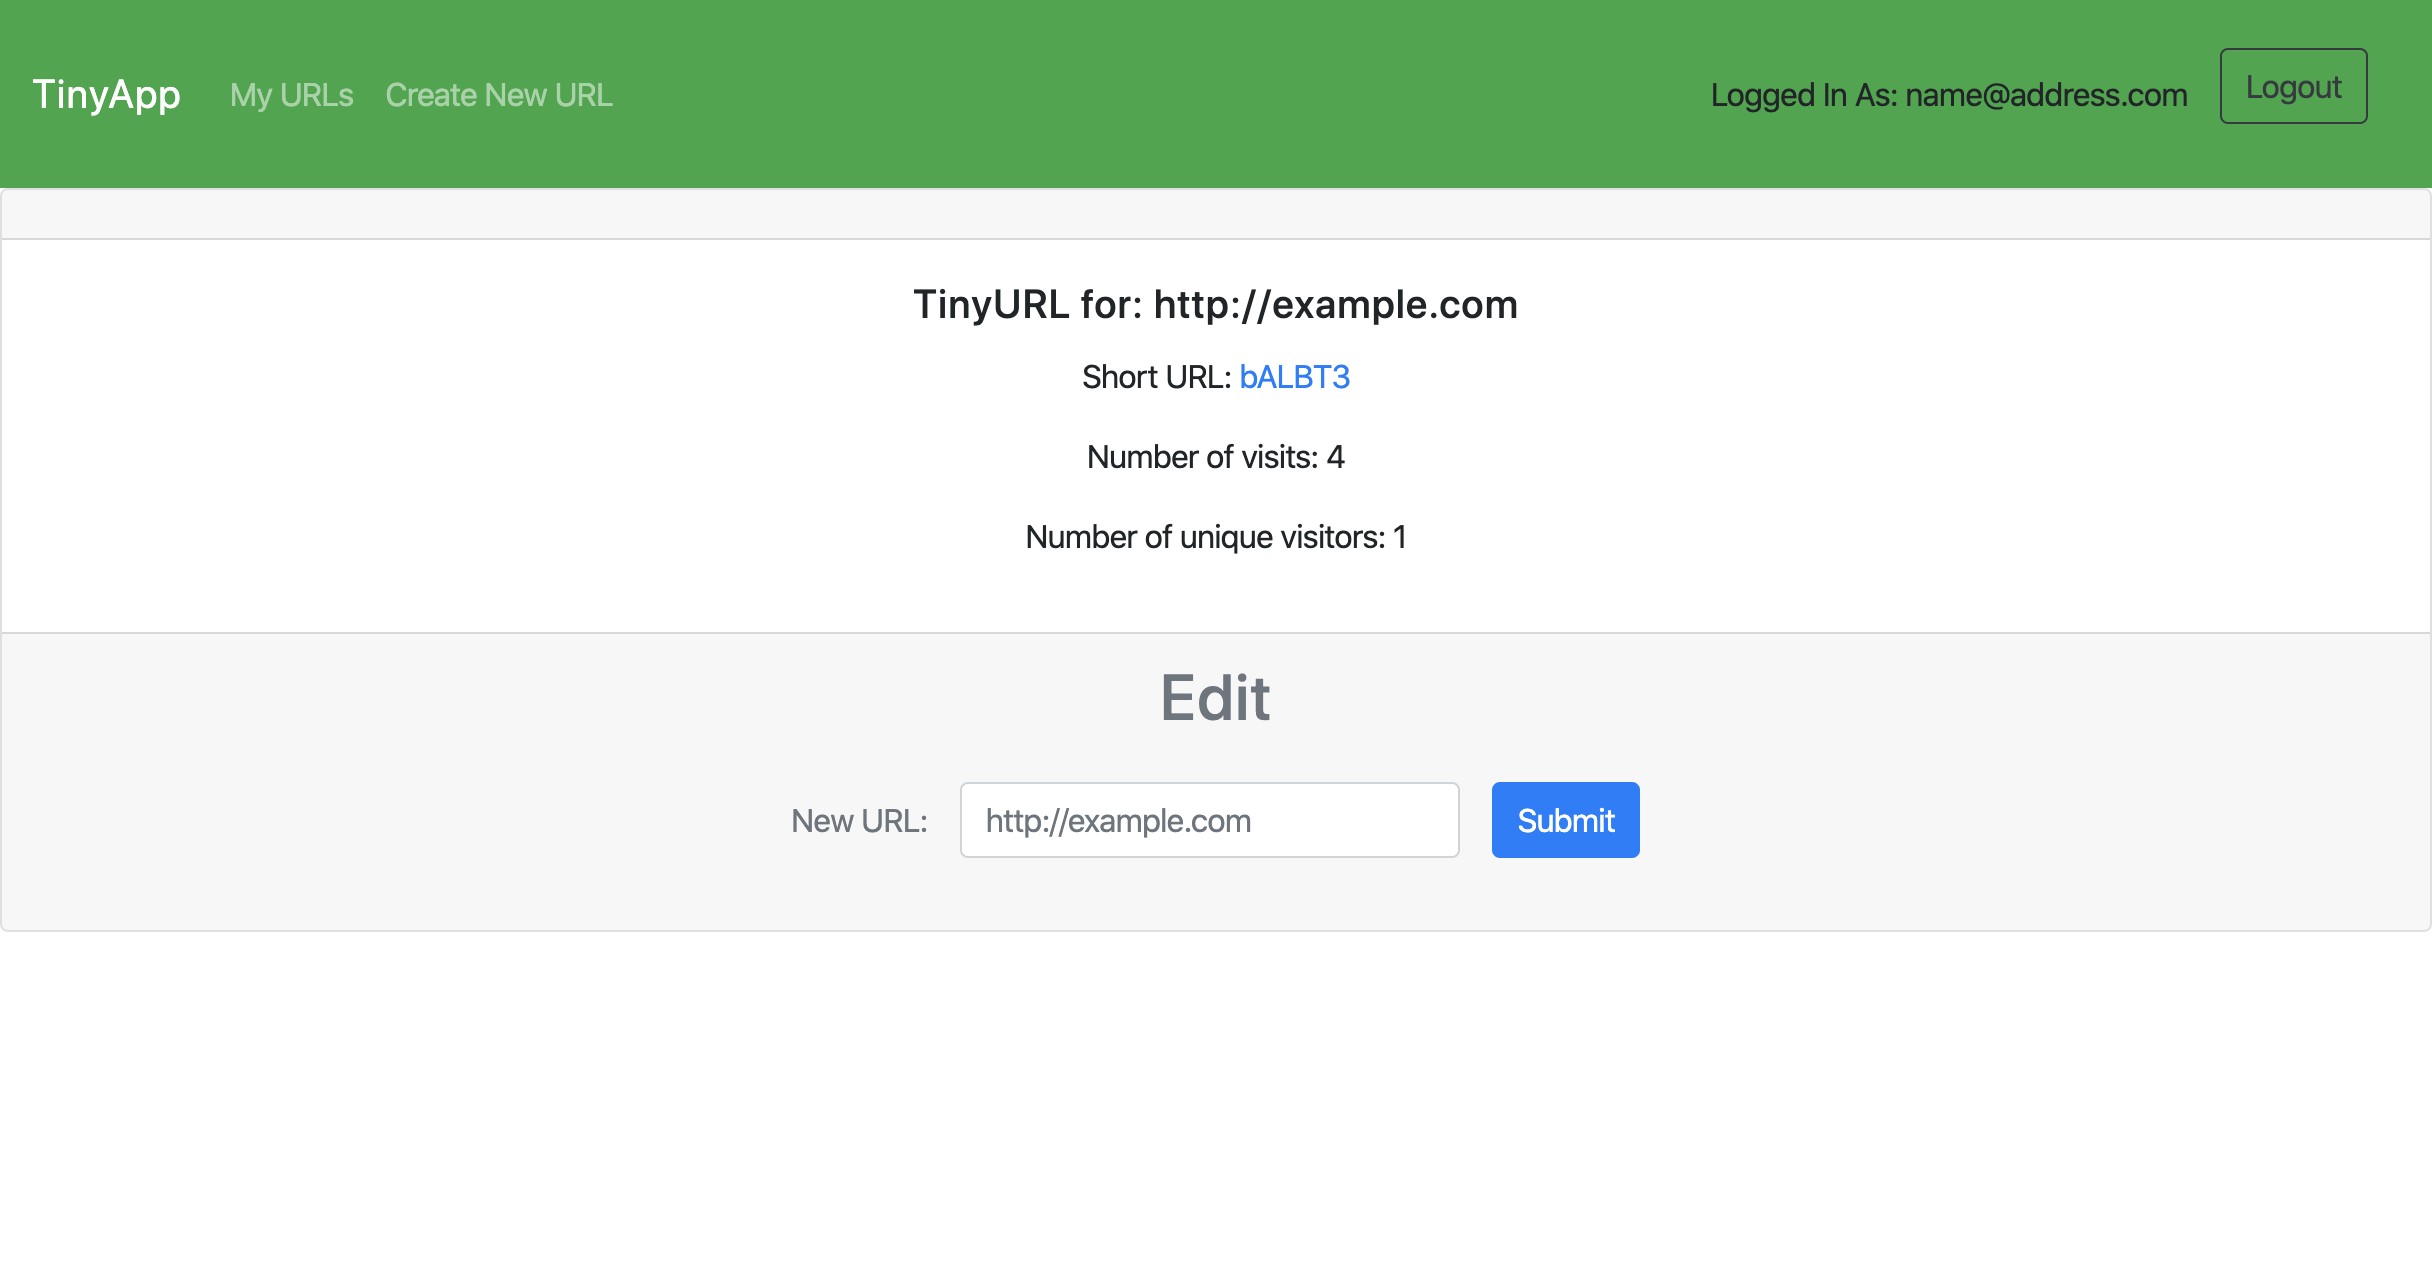 TinyApp My URLs Create New URL Logged In As: name@address.com Logout
TinyURL for: http://example.com
Short URL: bALBT3
Number of visits: 4
Number of unique visitors: 1
Edit
New URL: http://example.com Submit